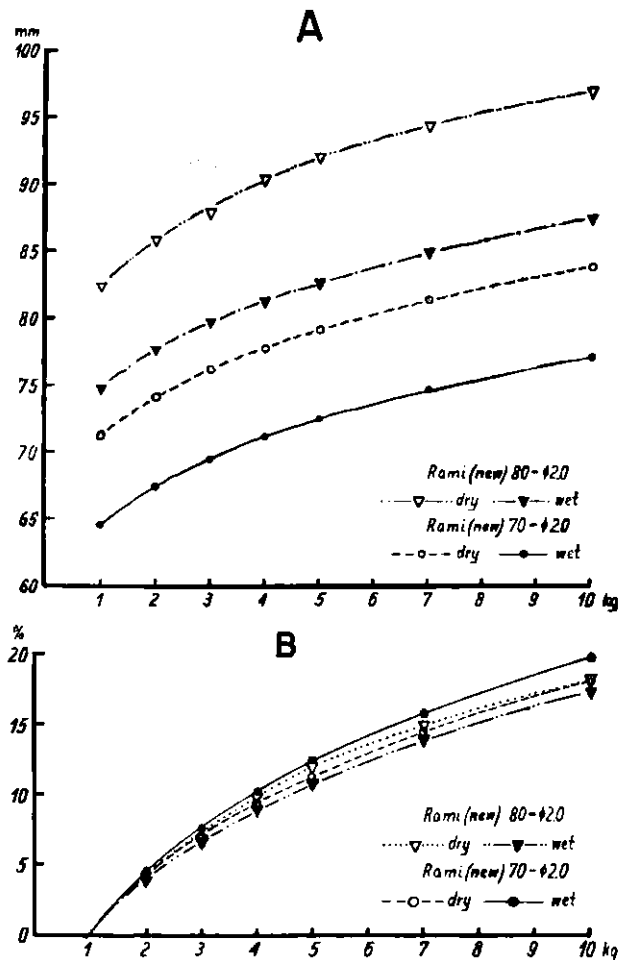 A
mm
100
95
90
85
80
75
70
65
60
Rami (new) 80-φ2.0
dry wet
Rami (new) 70-φ2.0
dry wet
1 2 3 4 5 6 7 8 9 10 kg
B
%
20
15
10
5
0
Rami (new) 80-φ2.0
dry wet
Rami (new) 70-φ2.0
dry wet
1 2 3 4 5 6 7 8 9 10 kg